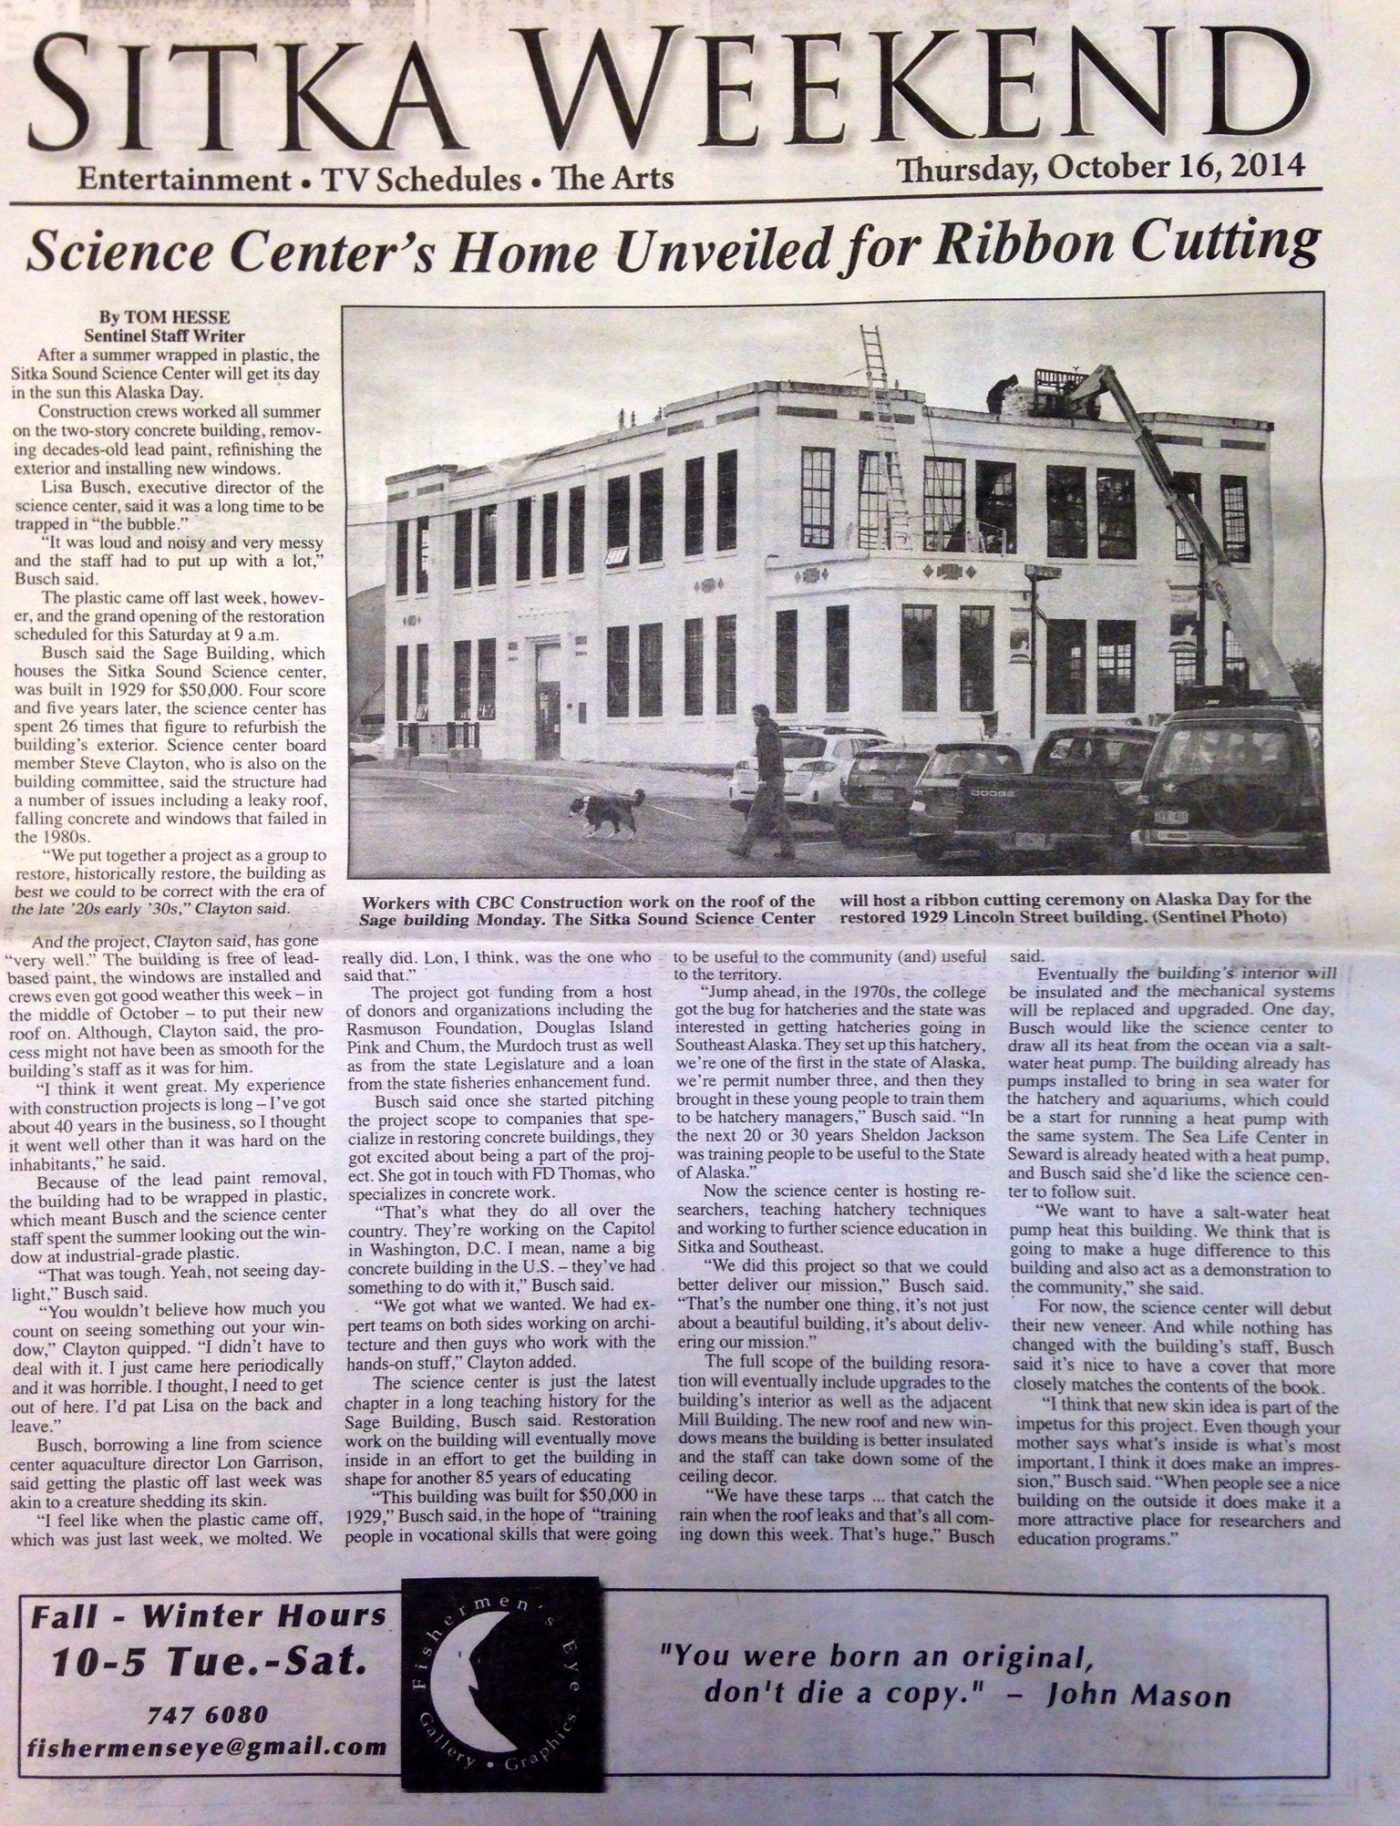 SITKA WEEKEND
Entertainment • TV Schedules • The Arts
Thursday, October 16, 2014
Science Center's Home Unveiled for Ribbon Cutting
By TOM HESSE
Sentinel Staff Writer
After a summer wrapped in plastic, the
Sitka Sound Science Center will get its day
in the sun this Alaska Day.
Construction crews worked all summer
on the two-story concrete building, remov-
ing decades-old lead paint, refinishing the
exterior and installing new windows.
Lisa Busch, executive director of the
science center, said it was a long time to be
trapped in "the bubble."
"It was loud and noisy and very messy
and the staff had to put up with a lot,"
Busch said.
The plastic came off last week, howev-
er, and the grand opening of the restoration
scheduled for this Saturday at 9 a.m.
Busch said the Sage Building, which
houses the Sitka Sound Science center,
was built in 1929 for $50,000. Four score
and five years later, the science center has
spent 26 times that figure to refurbish the
building's exterior. Science center board
member Steve Clayton, who is also on the
building committee, said the structure had
a number of issues including a leaky roof,
falling concrete and windows that failed in
the 1980s.
"We put together a project as a group to
restore, historically restore, the building as
best we could to be correct with the era of
the late '20s early '30s," Clayton said.
DODGE
Workers with CBC Construction work on the roof of the
Sage building Monday. The Sitka Sound Science Center
will host a ribbon cutting ceremony on Alaska Day for the
restored 1929 Lincoln Street building. (Sentinel Photo)
And the project, Clayton said, has gone
"very well." The building is free of lead-
based paint, the windows are installed and
crews even got good weather this week – in
the middle of October – to put their new
roof on. Although, Clayton said, the pro-
cess might not have been as smooth for the
building's staff as it was for him.
"I think it went great. My experience
with construction projects is long – I've got
about 40 years in the business, so I thought
it went well other than it was hard on the
inhabitants," he said.
Because of the lead paint removal,
the building had to be wrapped in plastic,
which meant Busch and the science center
staff spent the summer looking out the win-
dow at industrial-grade plastic.
"That was tough. Yeah, not seeing day-
light," Busch said.
"You wouldn't believe how much you
count on seeing something out your win-
dow," Clayton quipped. "I didn't have to
deal with it. I just came here periodically
and it was horrible. I thought, I need to get
out of here. I'd pat Lisa on the back and
leave."
Busch, borrowing a line from science
center aquaculture director Lon Garrison,
said getting the plastic off last week was
akin to a creature shedding its skin.
"I feel like when the plastic came off,
which was just last week, we molted. We
really did. Lon, I think, was the one who
said that."
The project got funding from a host
of donors and organizations including the
Rasmuson Foundation, Douglas Island
Pink and Chum, the Murdoch trust as well
as from the state Legislature and a loan
from the state fisheries enhancement fund.
Busch said once she started pitching
the project scope to companies that spe-
cialize in restoring concrete buildings, they
got excited about being a part of the proj-
ect. She got in touch with FD Thomas, who
specializes in concrete work.
"That's what they do all over the
country. They're working on the Capitol
in Washington, D.C. I mean, name a big
concrete building in the U.S. – they've had
something to do with it," Busch said.
"We got what we wanted. We had ex-
pert teams on both sides working on archi-
tecture and then guys who work with the
hands-on stuff," Clayton added.
The science center is just the latest
chapter in a long teaching history for the
Sage Building, Busch said. Restoration
work on the building will eventually move
inside in an effort to get the building in
shape for another 85 years of educating
"This building was built for $50,000 in
1929," Busch said, in the hope of "training
people in vocational skills that were going
to be useful to the community (and) useful
to the territory.
"Jump ahead, in the 1970s, the college
got the bug for hatcheries and the state was
interested in getting hatcheries going in
Southeast Alaska. They set up this hatchery,
we're one of the first in the state of Alaska,
we're permit number three, and then they
brought in these young people to train them
to be hatchery managers," Busch said. "In
the next 20 or 30 years Sheldon Jackson
was training people to be useful to the State
of Alaska."
Now the science center is hosting re-
searchers, teaching hatchery techniques
and working to further science education in
Sitka and Southeast.
"We did this project so that we could
better deliver our mission," Busch said.
"That's the number one thing, it's not just
about a beautiful building, it's about deliv-
ering our mission."
The full scope of the building resora-
tion will eventually include upgrades to the
building's interior as well as the adjacent
Mill Building. The new roof and new win-
dows means the building is better insulated
and the staff can take down some of the
ceiling decor.
"We have these tarps ... that catch the
rain when the roof leaks and that's all com-
ing down this week. That's huge," Busch
said.
Eventually the building's interior will
be insulated and the mechanical systems
will be replaced and upgraded. One day,
Busch would like the science center to
draw all its heat from the ocean via a salt-
water heat pump. The building already has
pumps installed to bring in sea water for
the hatchery and aquariums, which could
be a start for running a heat pump with
the same system. The Sea Life Center in
Seward is already heated with a heat pump,
and Busch said she'd like the science cen-
ter to follow suit.
"We want to have a salt-water heat
pump heat this building. We think that is
going to make a huge difference to this
building and also act as a demonstration to
the community," she said.
For now, the science center will debut
their new veneer. And while nothing has
changed with the building's staff, Busch
said it's nice to have a cover that more
closely matches the contents of the book.
"I think that new skin idea is part of the
impetus for this project. Even though your
mother says what's inside is what's most
important, I think it does make an impres-
sion," Busch said. "When people see a nice
building on the outside it does make it a
more attractive place for researchers and
education programs."
Fall - Winter Hours
10-5 Tue.-Sat.
747 6080
fishermenseye@gmail.com
Fishermen's Eye
Gallery • Graphics
"You were born an original,
don't die a copy." – John Mason